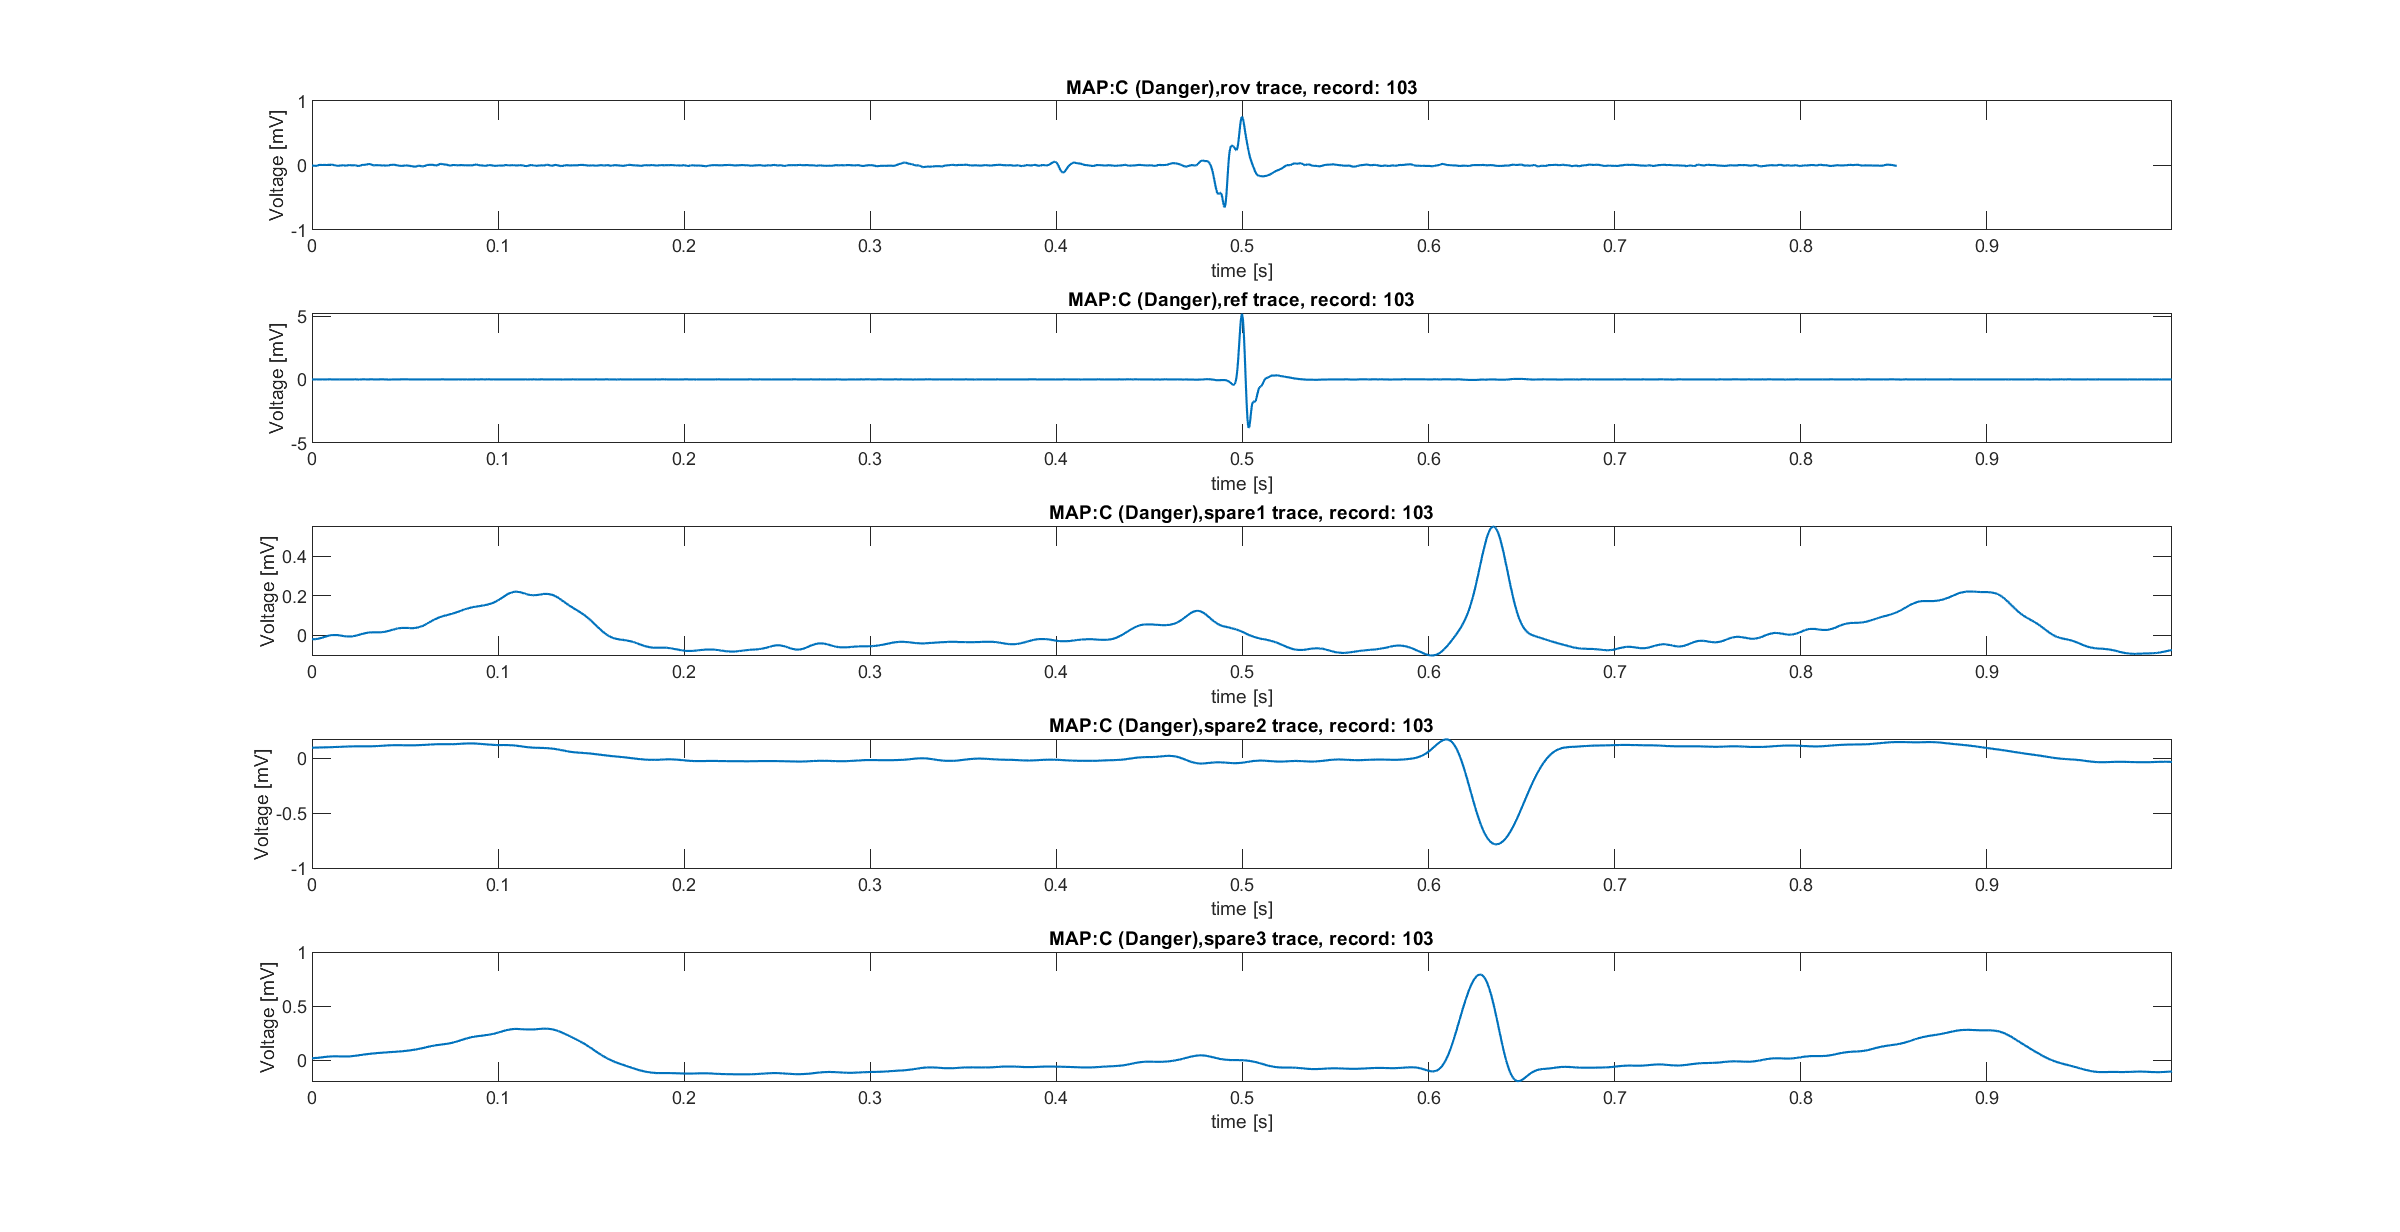 MAP:C (Danger),rov trace, record: 103
Voltage [mV]
1
0
-1
0 0.1 0.2 0.3 0.4 0.5 0.6 0.7 0.8 0.9
time [s]
MAP:C (Danger),ref trace, record: 103
Voltage [mV]
5
0
-5
0 0.1 0.2 0.3 0.4 0.5 0.6 0.7 0.8 0.9
time [s]
MAP:C (Danger),spare1 trace, record: 103
Voltage [mV]
0.4
0.2
0
0 0.1 0.2 0.3 0.4 0.5 0.6 0.7 0.8 0.9
time [s]
MAP:C (Danger),spare2 trace, record: 103
Voltage [mV]
0
-0.5
-1
0 0.1 0.2 0.3 0.4 0.5 0.6 0.7 0.8 0.9
time [s]
MAP:C (Danger),spare3 trace, record: 103
Voltage [mV]
1
0.5
0
0 0.1 0.2 0.3 0.4 0.5 0.6 0.7 0.8 0.9
time [s]